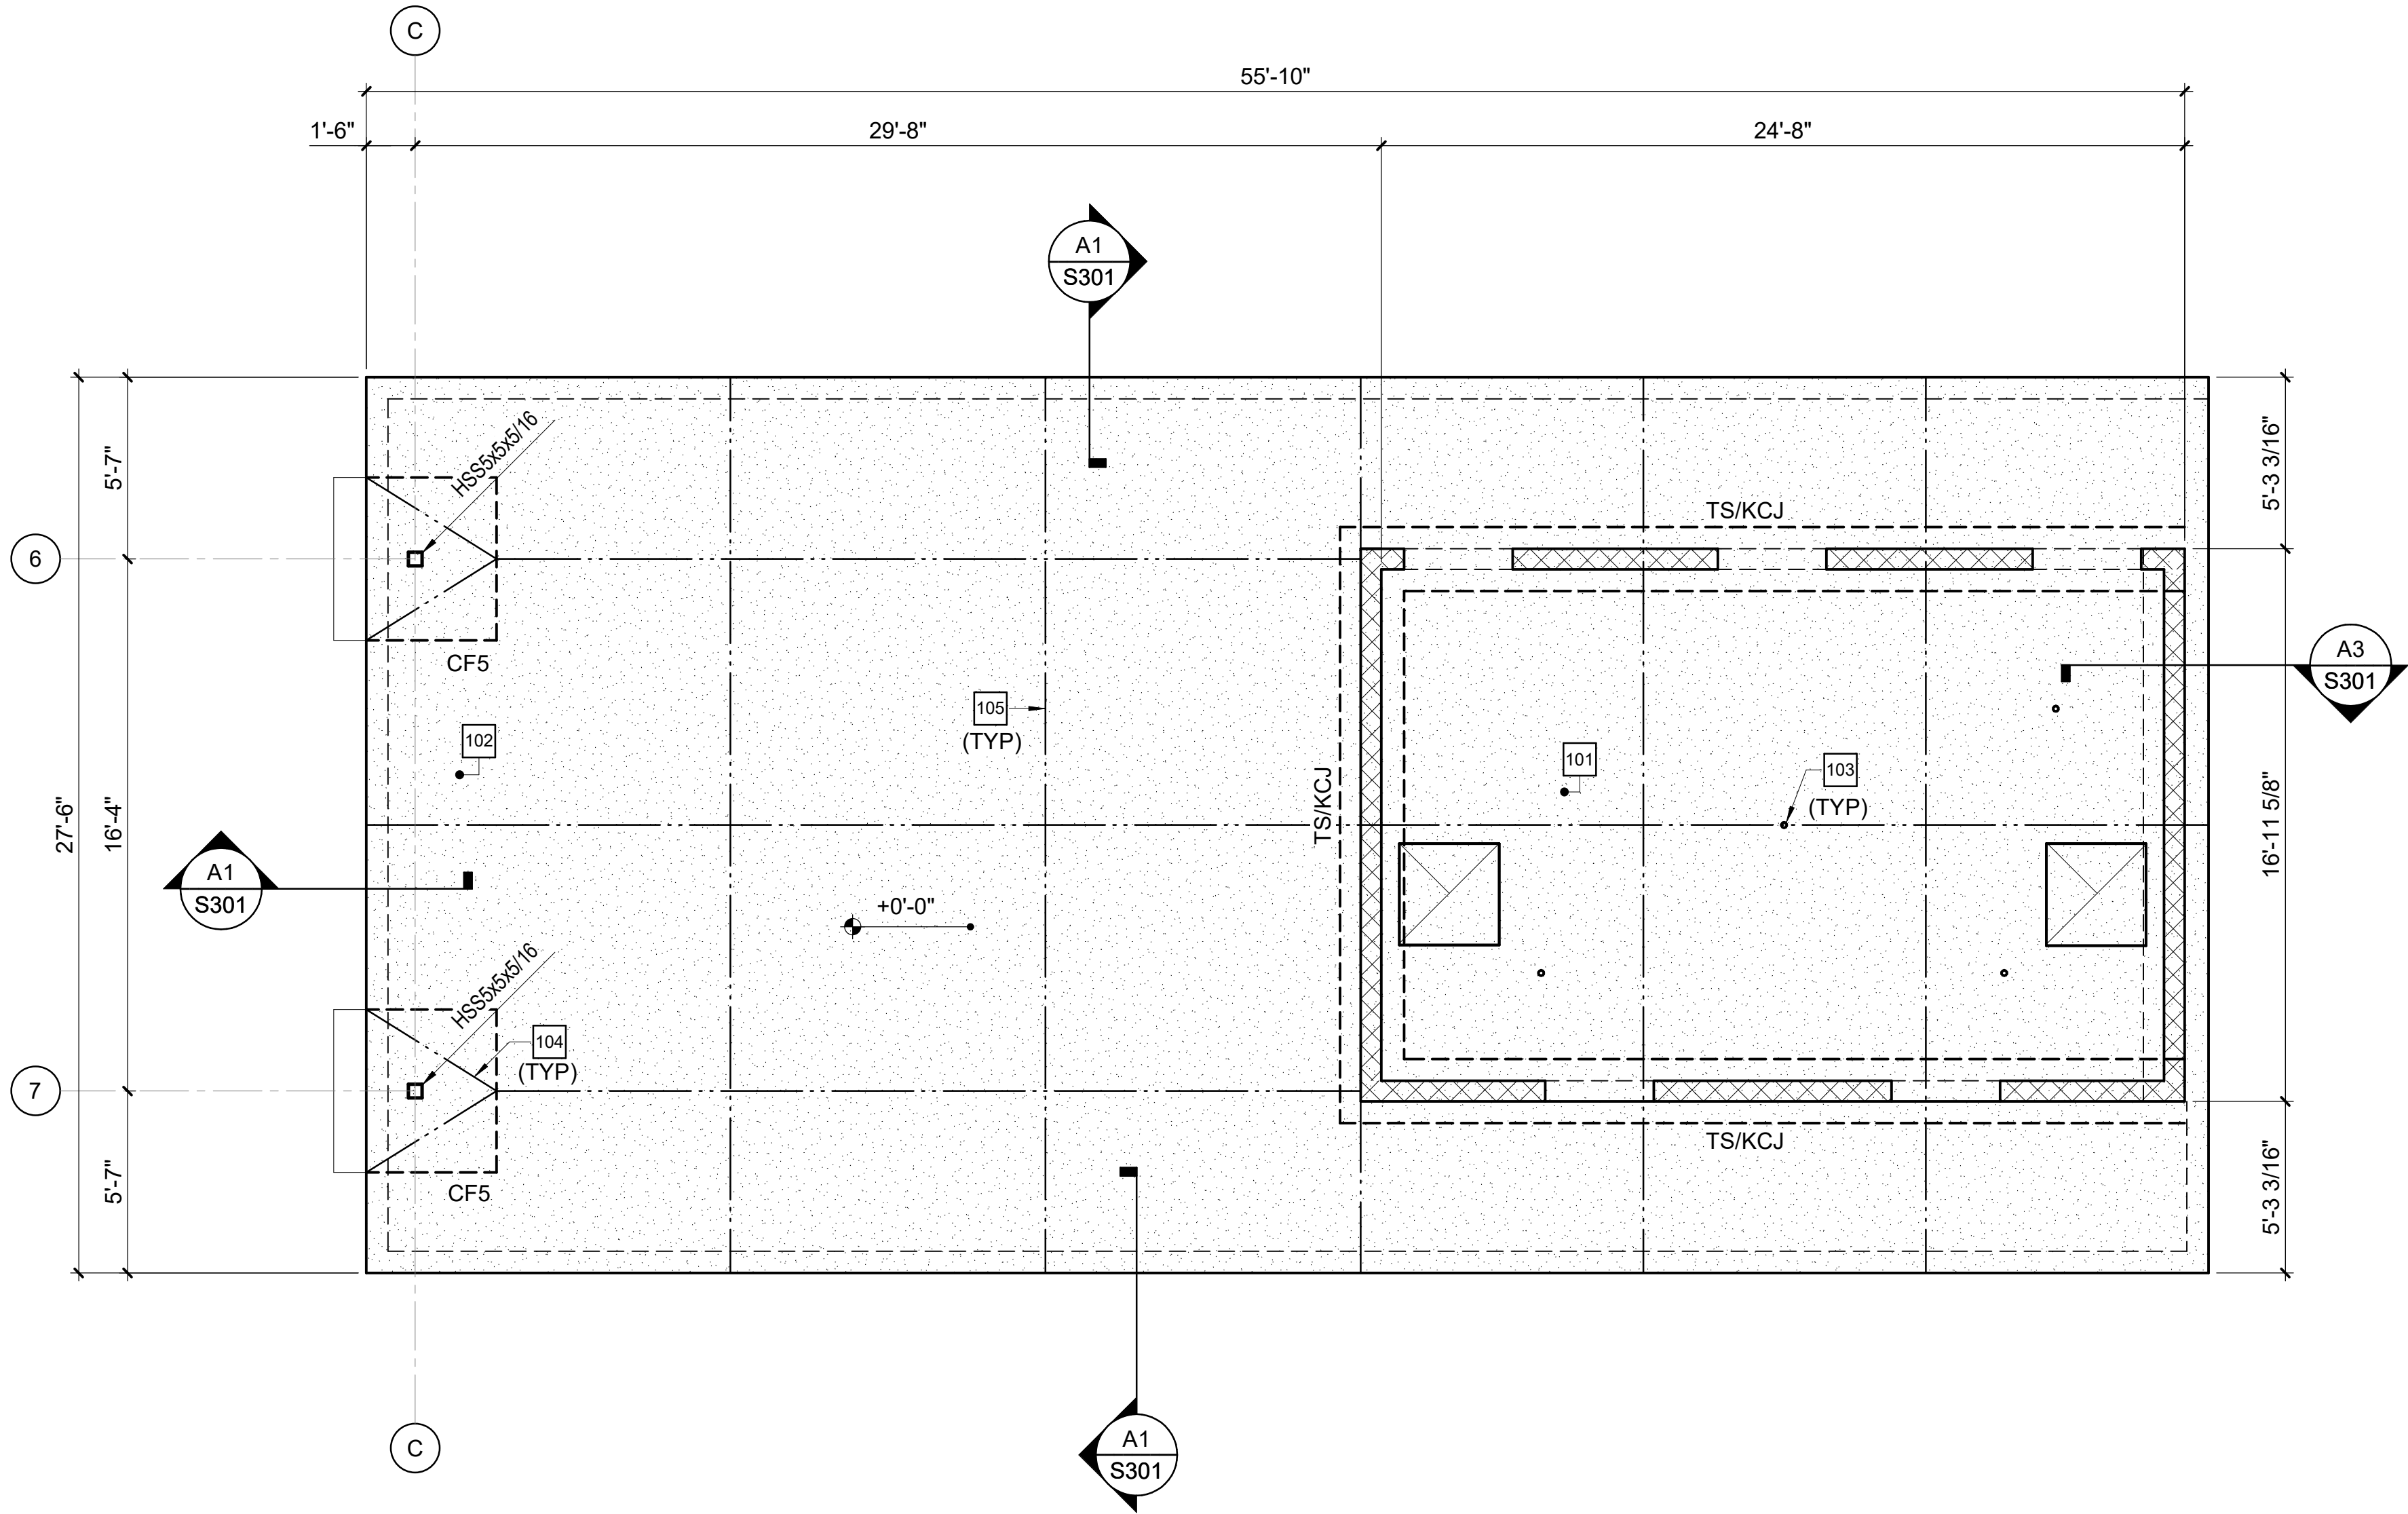 C
55'-10"
1'-6"
29'-8"
24'-8"
A1
S301
5'-7"
HSS5x5x5/16
5'-3 3/16"
TS/KCJ
6
CF5
A3
S301
105
(TYP)
102
101
103
(TYP)
27'-6"
16'-4"
TS/KCJ
16'-11 5/8"
A1
S301
+0'-0"
HSS5x5x5/16
104
(TYP)
7
TS/KCJ
5'-7"
CF5
5'-3 3/16"
C
A1
S301